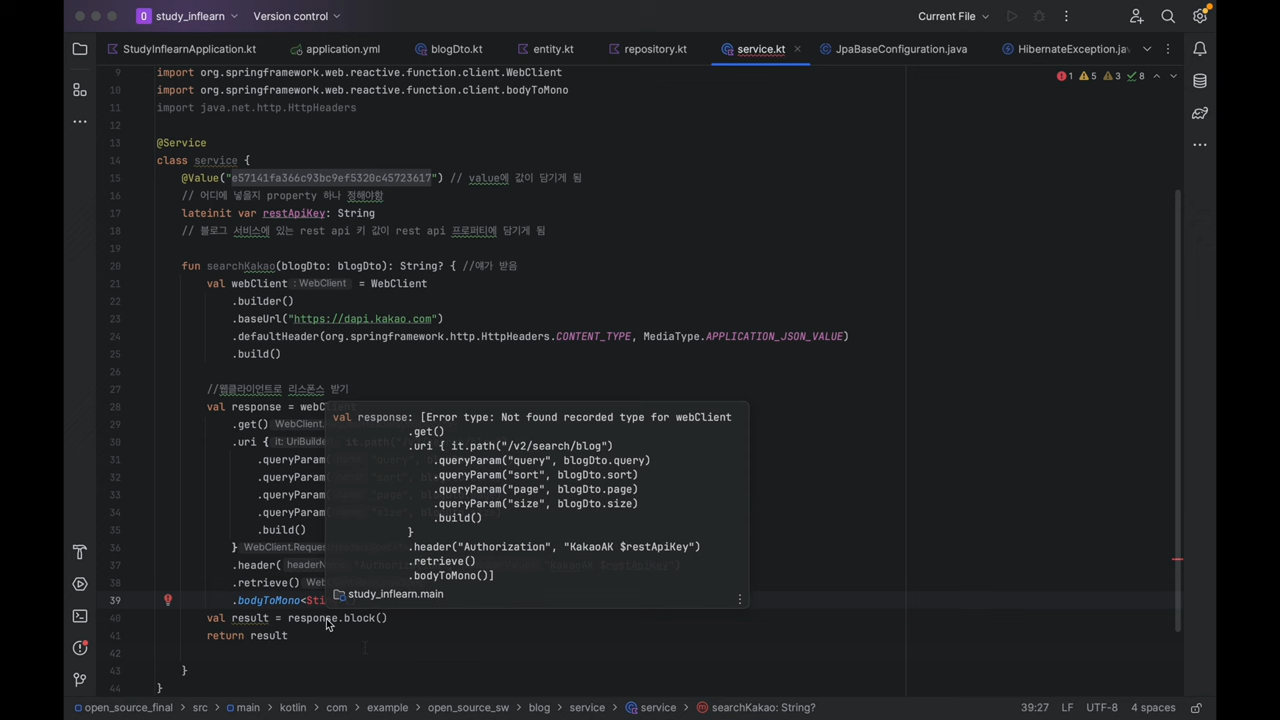 study_inflearn
Version control
Current File
StudyInflearnApplication.kt
application.yml
blogDto.kt
entity.kt
repository.kt
service.kt
JpaBaseConfiguration.java
HibernateException.java
9 import org.springframework.web.reactive.function.client.WebClient
1 5 3 8
10 import org.springframework.web.reactive.function.client.bodyToMono
11 import java.net.http.HttpHeaders
12
13 @Service
14 class service {
15 @Value("e57141fa366c93bc9ef5320c45723617") // value에 값이 담기게 됨
16 // 어디에 넣을지 property 하나 정해야함
17 lateinit var restApiKey: String
18 // 블로그 서비스에 있는 rest api 키 값이 rest api 프로퍼티에 담기게 됨
19
20 fun searchKakao(blogDto: blogDto): String? { //얘가 받음
21 val webClient : WebClient = WebClient
22 .builder()
23 .baseUrl("https://dapi.kakao.com")
24 .defaultHeader(org.springframework.http.HttpHeaders.CONTENT_TYPE, MediaType.APPLICATION_JSON_VALUE)
25 .build()
26
27 //웹클라이언트로 리스폰스 받기
28 val response = webC
29 .get() WebClient.
30 .uri { it: UriBuilde
31 .queryParam
32 .queryParam
33 .queryParam
34 .queryParam
35 .build()
36 } WebClient.Reques
37 .header( headerN
38 .retrieve()
39 .bodyToMono<Str
40 val result = response.block()
41 return result
42
43 }
44 }
val response: [Error type: Not found recorded type for webClient
.get()
.uri { it.path("/v2/search/blog")
.queryParam("query", blogDto.query)
.queryParam("sort", blogDto.sort)
.queryParam("page", blogDto.page)
.queryParam("size", blogDto.size)
.build()
}
.header("Authorization", "KakaoAK $restApiKey")
.retrieve()
.bodyToMono()]
study_inflearn.main
open_source_final > src > main > kotlin > com > example > open_source_sw > blog > service > service > searchKakao: String?
39:27 LF UTF-8 4 spaces